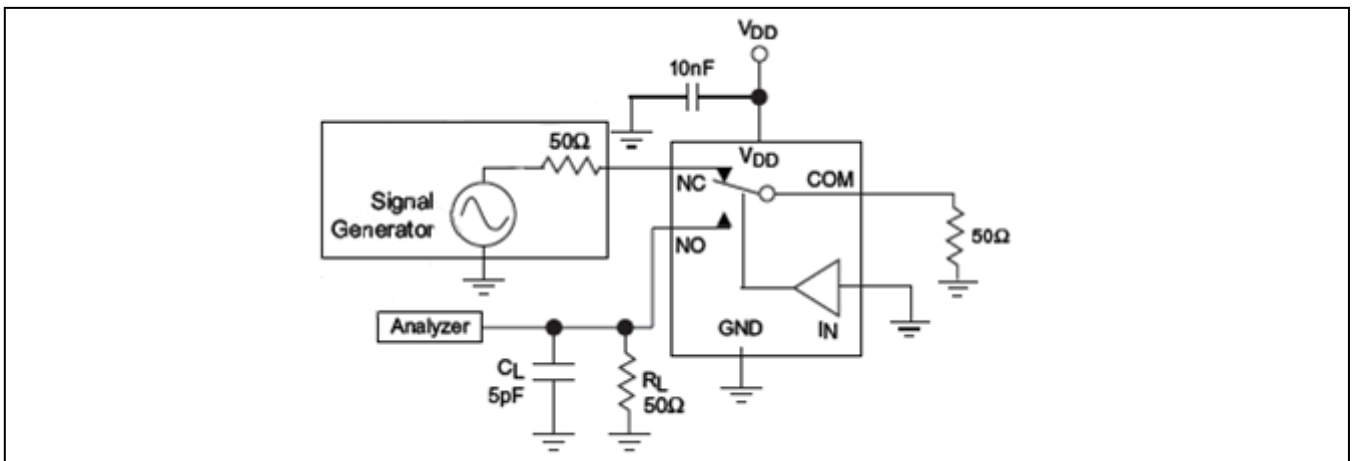 VDD
10nF
50Ω
VDD
NC
COM
Signal
Generator
NO
50Ω
Analyzer
GND
IN
CL
5pF
RL
50Ω